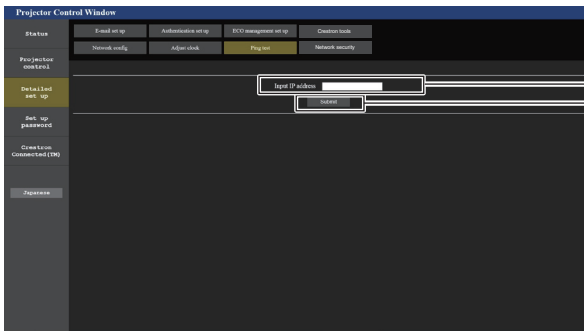 Projector Control Window
Status
E-mail set up
Authentication set up
ECO management set up
Crestron tools
Network config
Adjust clock
Ping test
Network security
Projector
control
Detailed
set up
Set up
password
Crestron
Connected(TM)
Japanese
Input IP address
Submit